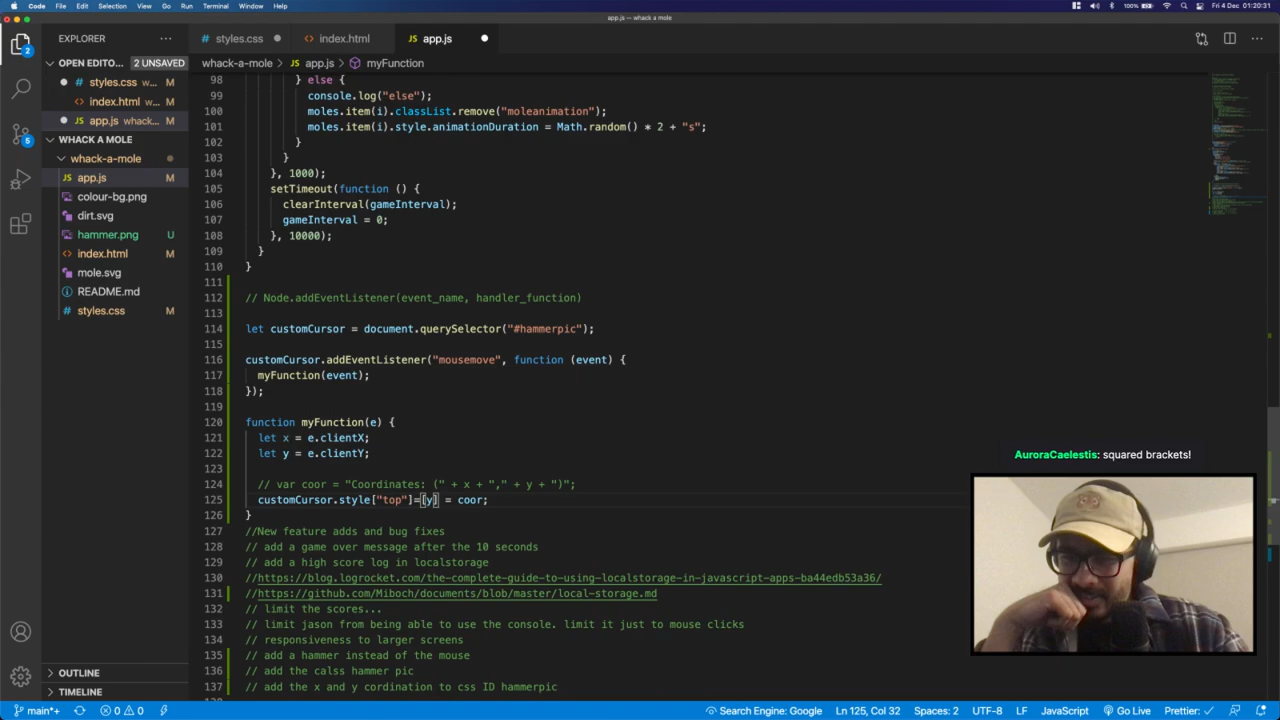 Code File Edit Selection View Go Run Terminal Window Help 100% Fri 4 Dec 01:20:31
app.js — whack a mole
EXPLORER
styles.css
index.html
app.js
OPEN EDITO... 2 UNSAVED
# styles.css w... M
<> index.html M
JS app.js whack... M
WHACK A MOLE
whack-a-mole
JS app.js M
colour-bg.png
dirt.svg
hammer.png U
<> index.html M
mole.svg
README.md
# styles.css M
OUTLINE
TIMELINE
whack-a-mole > JS app.js > myFunction
98 } else {
99 console.log("else");
100 moles.item(i).classList.remove("moleanimation");
101 moles.item(i).style.animationDuration = Math.random() * 2 + "s";
102 }
103 }
104 }, 1000);
105 setTimeout(function () {
106 clearInterval(gameInterval);
107 gameInterval = 0;
108 }, 10000);
109 }
110 }
111
112 // Node.addEventListener(event_name, handler_function)
113
114 let customCursor = document.querySelector("#hammerpic");
115
116 customCursor.addEventListener("mousemove", function (event) {
117 myFunction(event);
118 });
119
120 function myFunction(e) {
121 let x = e.clientX;
122 let y = e.clientY;
123
124 // var coor = "Coordinates: (" + x + "," + y + ")";
125 customCursor.style["top"]=[y] = coor;
126 }
127 //New feature adds and bug fixes
128 // add a game over message after the 10 seconds
129 // add a high score log in localstorage
130 //https://blog.logrocket.com/the-complete-guide-to-using-localstorage-in-javascript-apps-ba44edb53a36/
131 //https://github.com/Miboch/documents/blob/master/local-storage.md
132 // limit the scores...
133 // limit jason from being able to use the console. limit it just to mouse clicks
134 // responsiveness to larger screens
135 // add a hammer instead of the mouse
136 // add the calss hammer pic
137 // add the x and y cordination to css ID hammerpic
AuroraCaelestis: squared brackets!
main*+ 0 0 Search Engine: Google Ln 125, Col 32 Spaces: 2 UTF-8 LF JavaScript Go Live Prettier: ✓